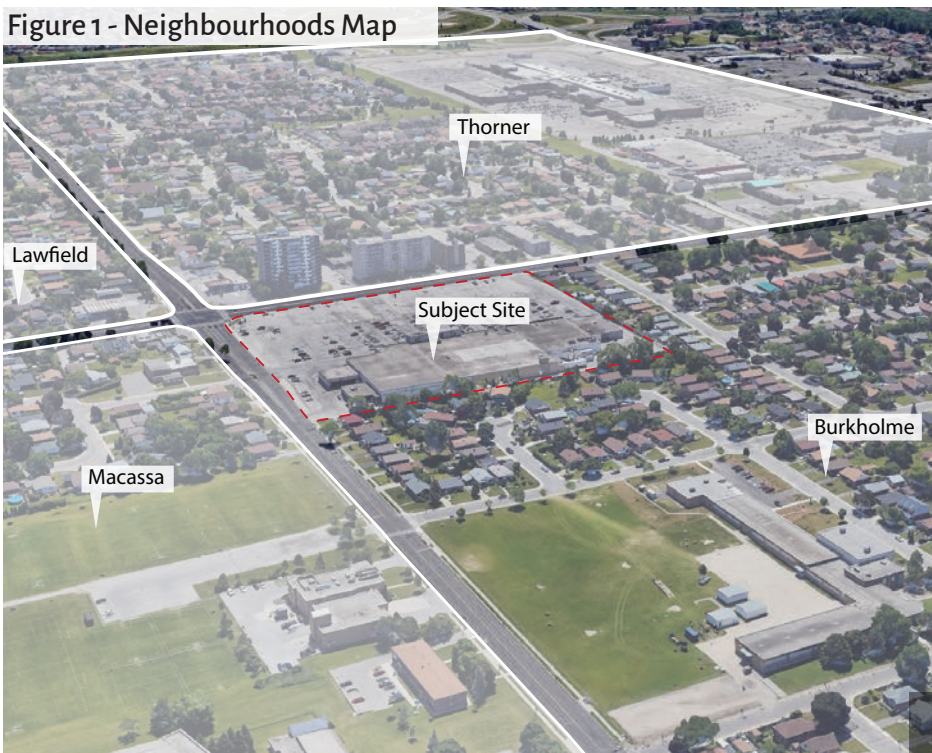 Figure 1 - Neighbourhoods Map
Thorner
Lawfield
Subject Site
Burkholme
Macassa